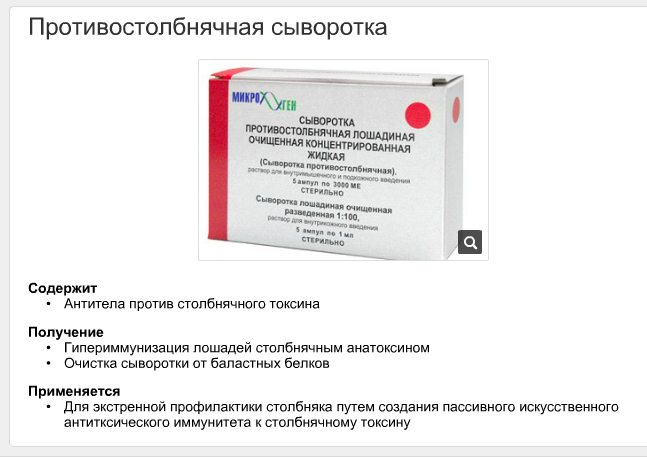 Противостолбнячная сыворотка
МИКРОГЕН
СЫВОРОТКА
ПРОТИВОСТОЛБНЯЧНАЯ ЛОШАДИНАЯ
ОЧИЩЕННАЯ КОНЦЕНТРИРОВАННАЯ
ЖИДКАЯ
(Сыворотка противостолбнячная).
раствор для внутримышечного и подкожного введения
5 ампул по 3000 МЕ
СТЕРИЛЬНО
Сыворотка лошадиная очищенная
разведенная 1:100,
раствор для внутрикожного введения
5 ампул по 1 мл
СТЕРИЛЬНО
Содержит
• Антитела против столбнячного токсина
Получение
• Гипериммунизация лошадей столбнячным анатоксином
• Очистка сыворотки от баластных белков
Применяется
• Для экстренной профилактики столбняка путем создания пассивного искусственного
антитксического иммунитета к столбнячному токсину